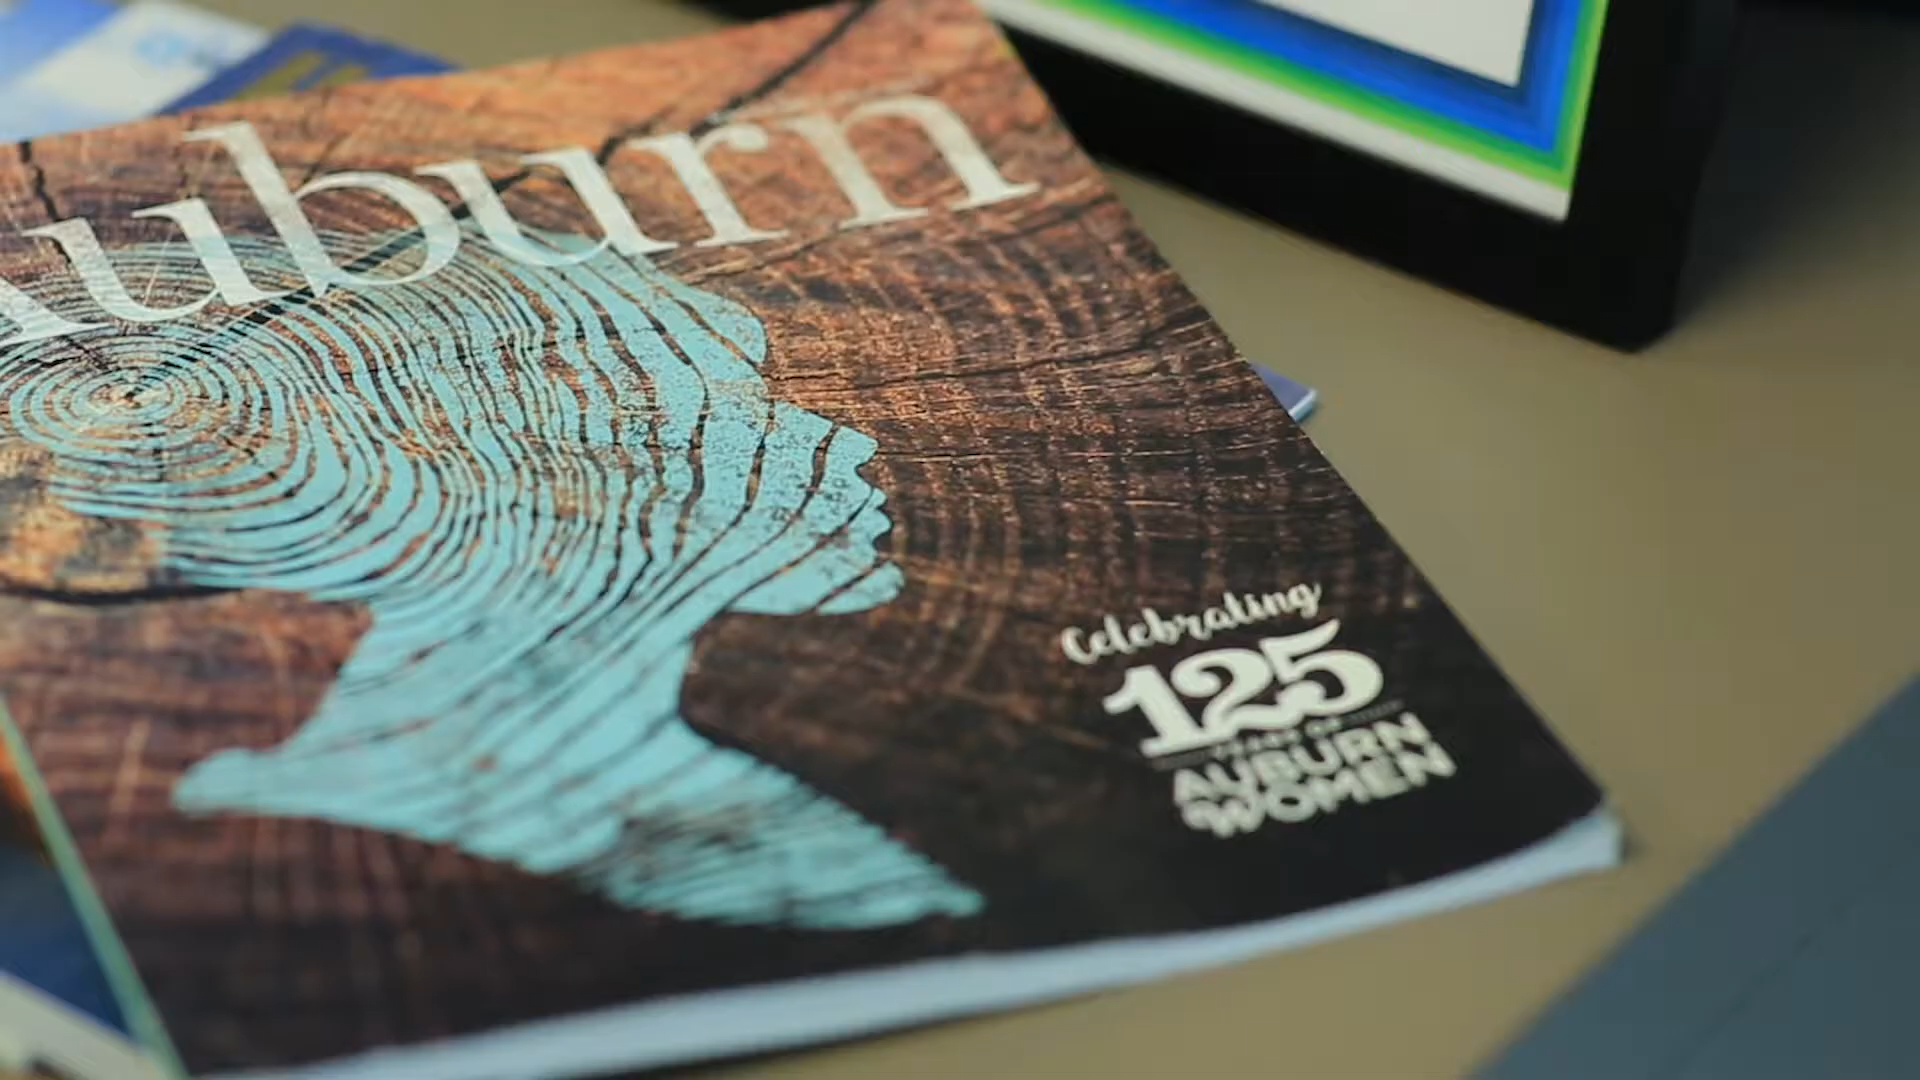 Auburn
Celebrating
125
YEARS OF
AUBURN
WOMEN